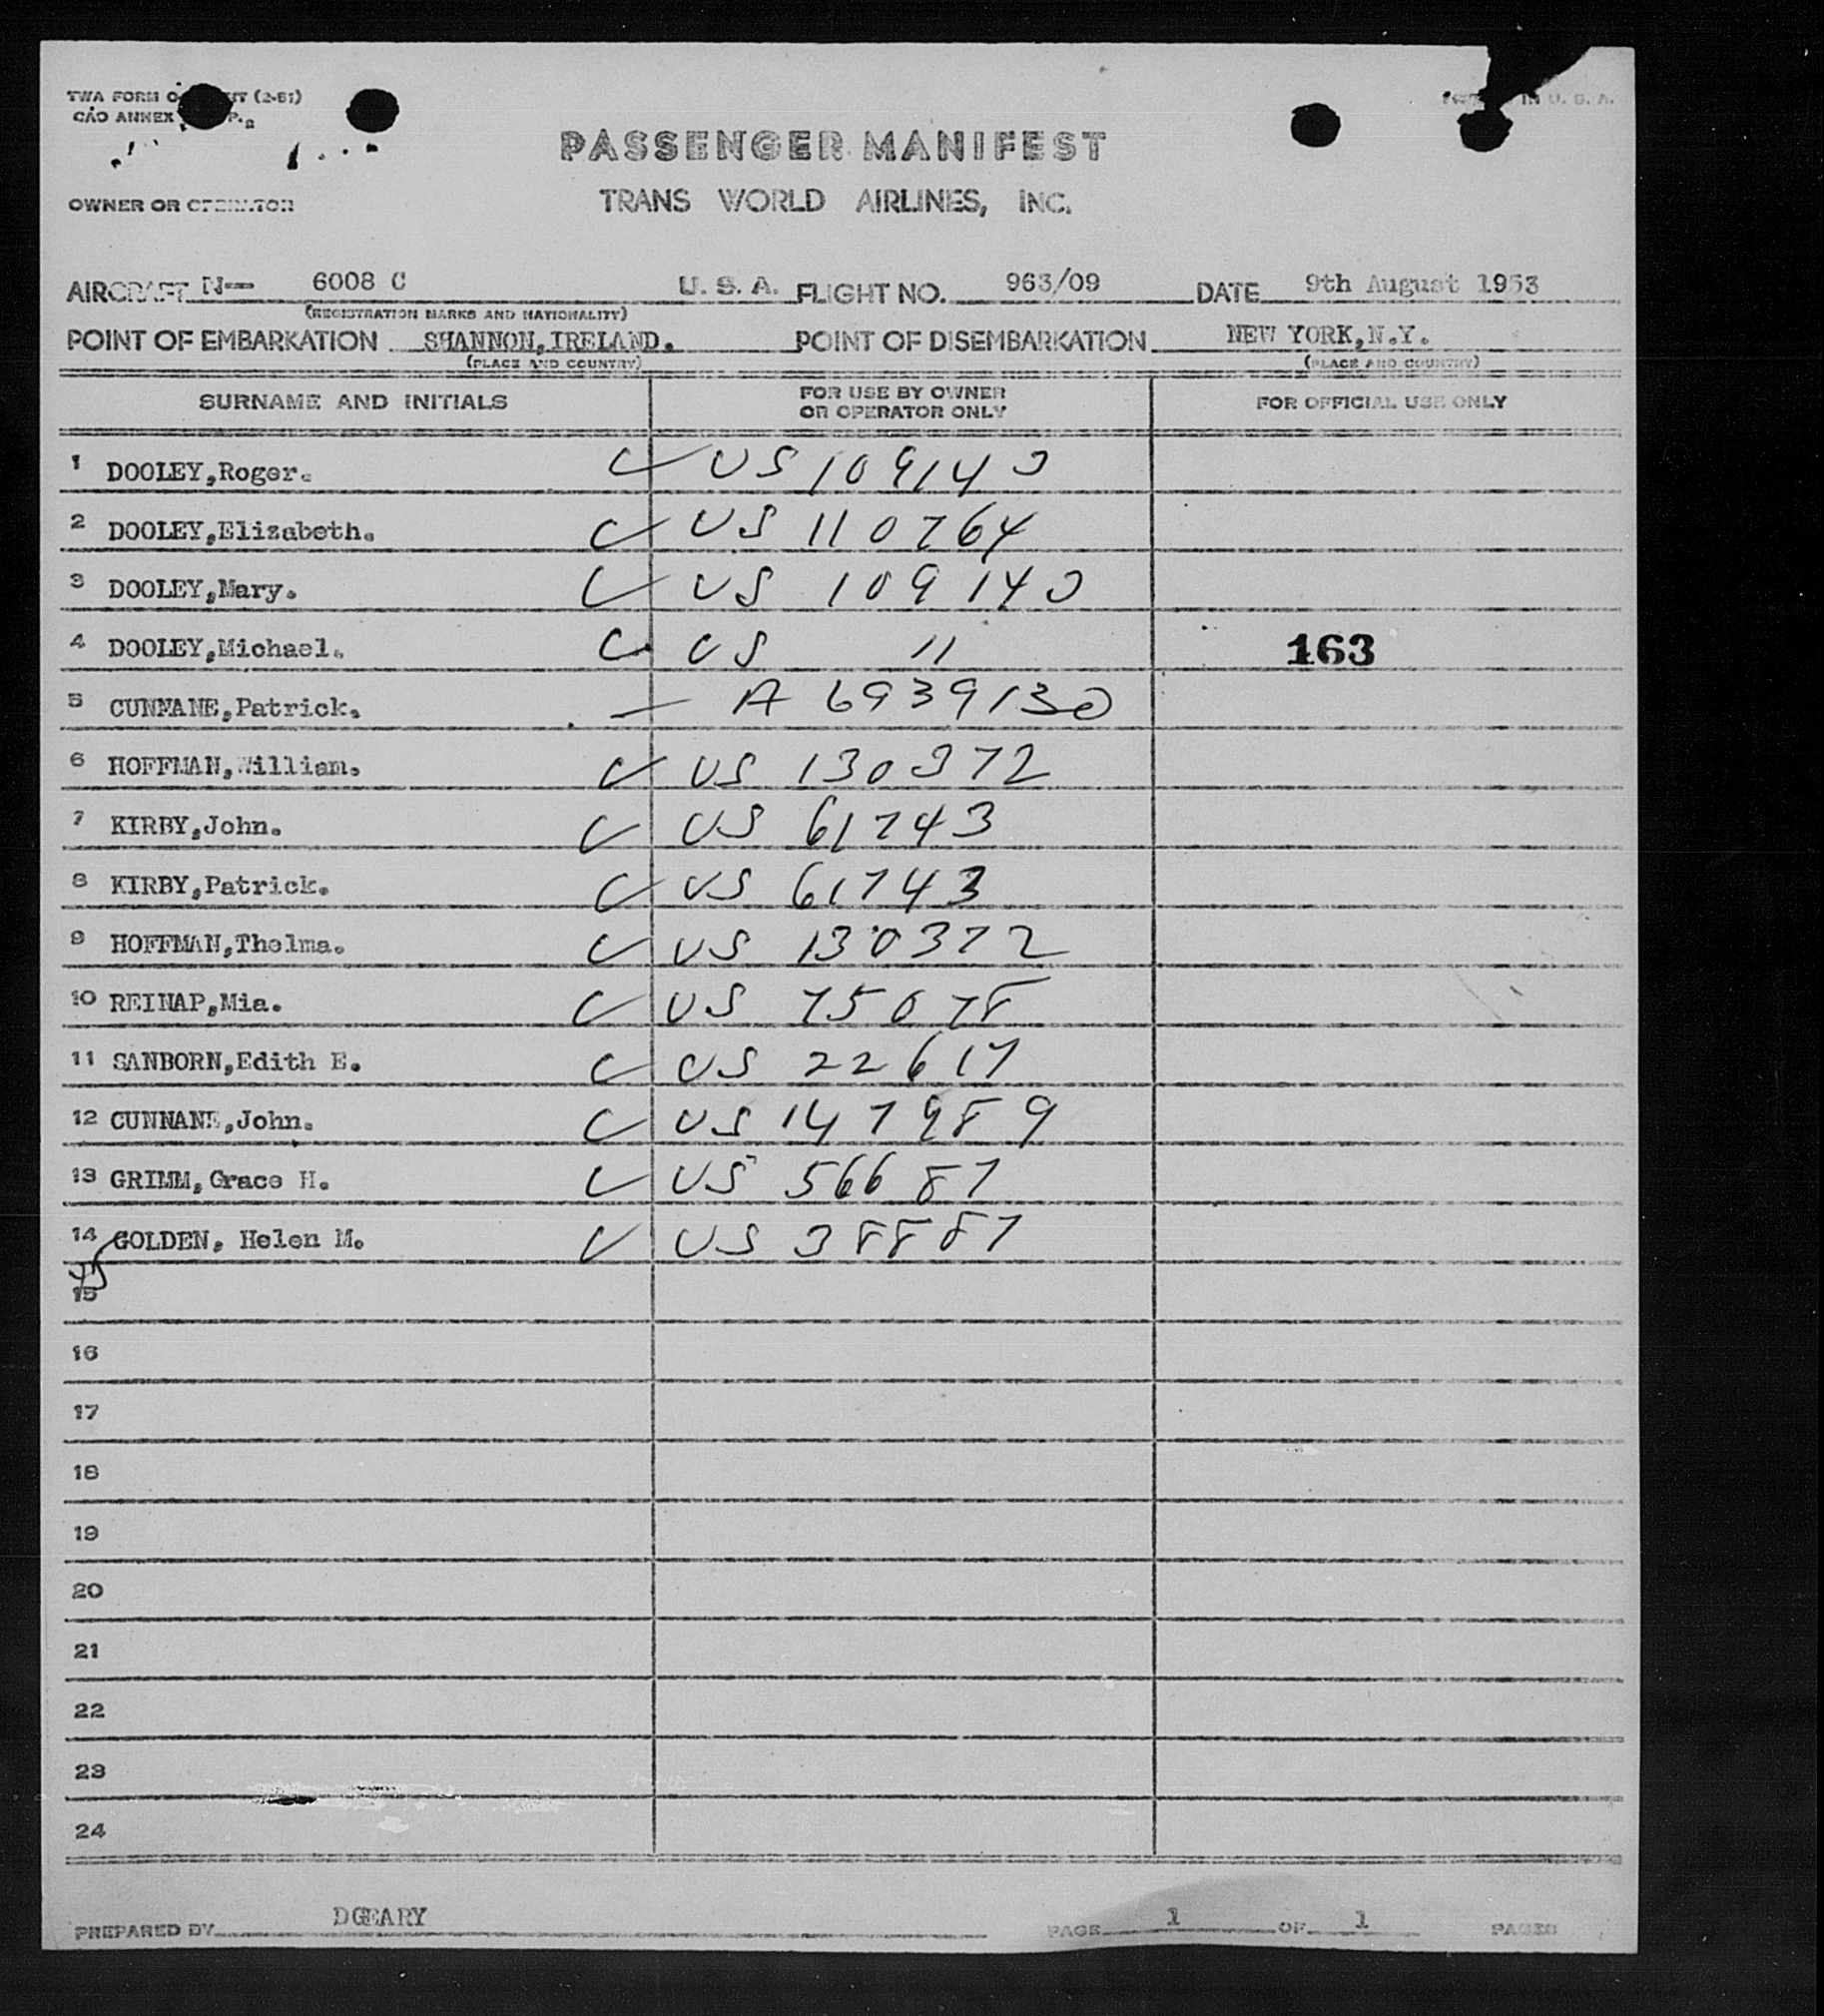 PASSENGER MANIFEST
TRANS WORLD AIRLINES, INC.
TWA FORM (2-51)
ANNEX
OWNER OR OPERATOR
IN U. S. A.
AIRCRAFT N— 6008 C U. S. A. FLIGHT NO. 963/09 DATE 9th August 1953
(REGISTRATION MARKS AND NATIONALITY)
POINT OF EMBARKATION SHANNON,IRELAND. POINT OF DISEMBARKATION NEW YORK,N.Y.
(PLACE AND COUNTRY) (PLACE AND COUNTRY)
SURNAME AND INITIALS FOR USE BY OWNER OR OPERATOR ONLY FOR OFFICIAL USE ONLY
1 DOOLEY,Roger. US 109140
2 DOOLEY,Elizabeth. US 110764
3 DOOLEY,Mary. US 109140
4 DOOLEY,Michael. US " 163
5 CUNNANE,Patrick. — A 6939130
6 HOFFMAN,William. US 130372
7 KIRBY,John. US 61743
8 KIRBY,Patrick. US 61743
9 HOFFMAN,Thelma. US 130372
10 REINAP,Mia. US 75078
11 SANBORN,Edith E. US 22617
12 CUNNANE,John. US 147989
13 GRIMM,Grace H. US 56687
14 GOLDEN, Helen M. US 38887
15
16
17
18
19
20
21
22
23
24
PREPARED BY DGEARY PAGE 1 OF 1 PAGES